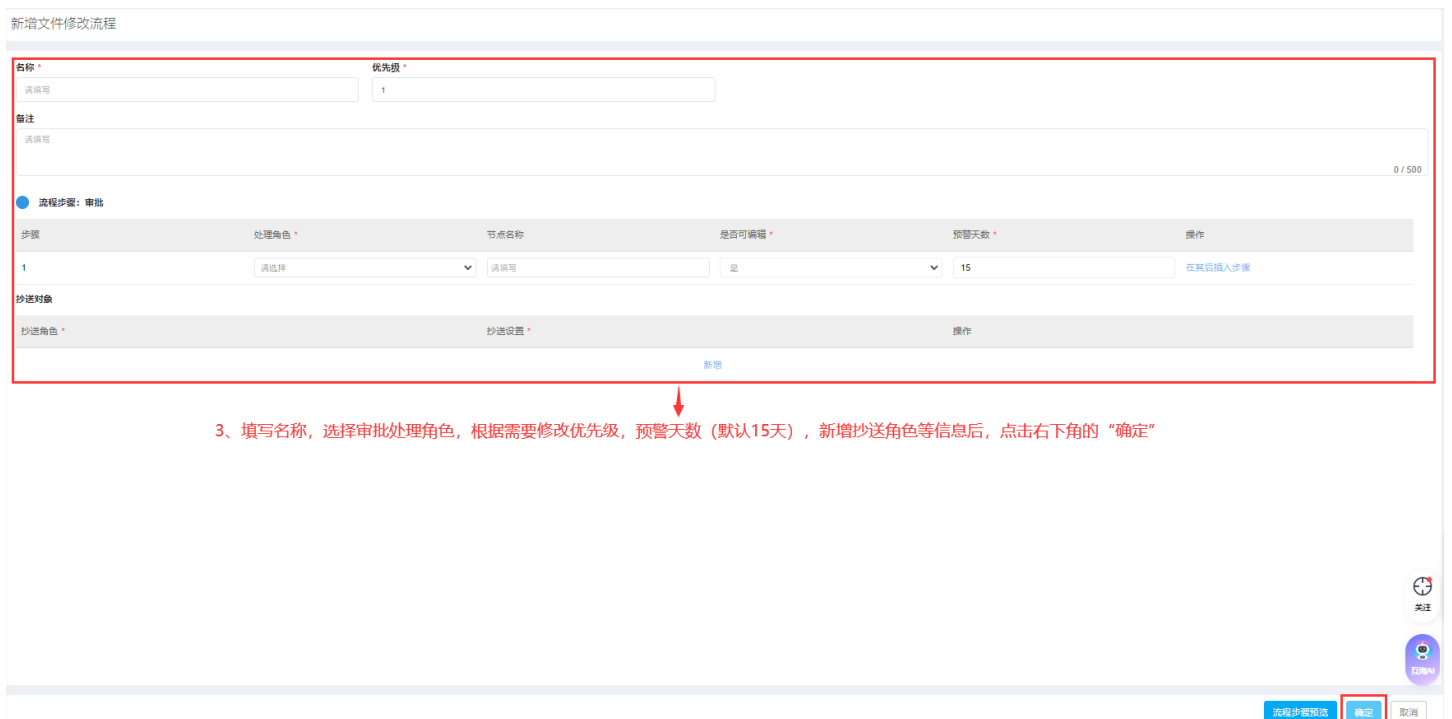 新增文件修改流程
名称 * 优先级 *
请填写 1
备注
请填写
0 / 500
流程步骤：审批
步骤 处理角色 * 节点名称 是否可编辑 * 预警天数 * 操作
1 请选择 请填写 是 15 在其后插入步骤
抄送对象
抄送角色 * 抄送设置 * 操作
新增
3、填写名称，选择审批处理角色，根据需要修改优先级，预警天数（默认15天），新增抄送角色等信息后，点击右下角的“确定”
关注
互海AI
流程步骤预览 确定 取消